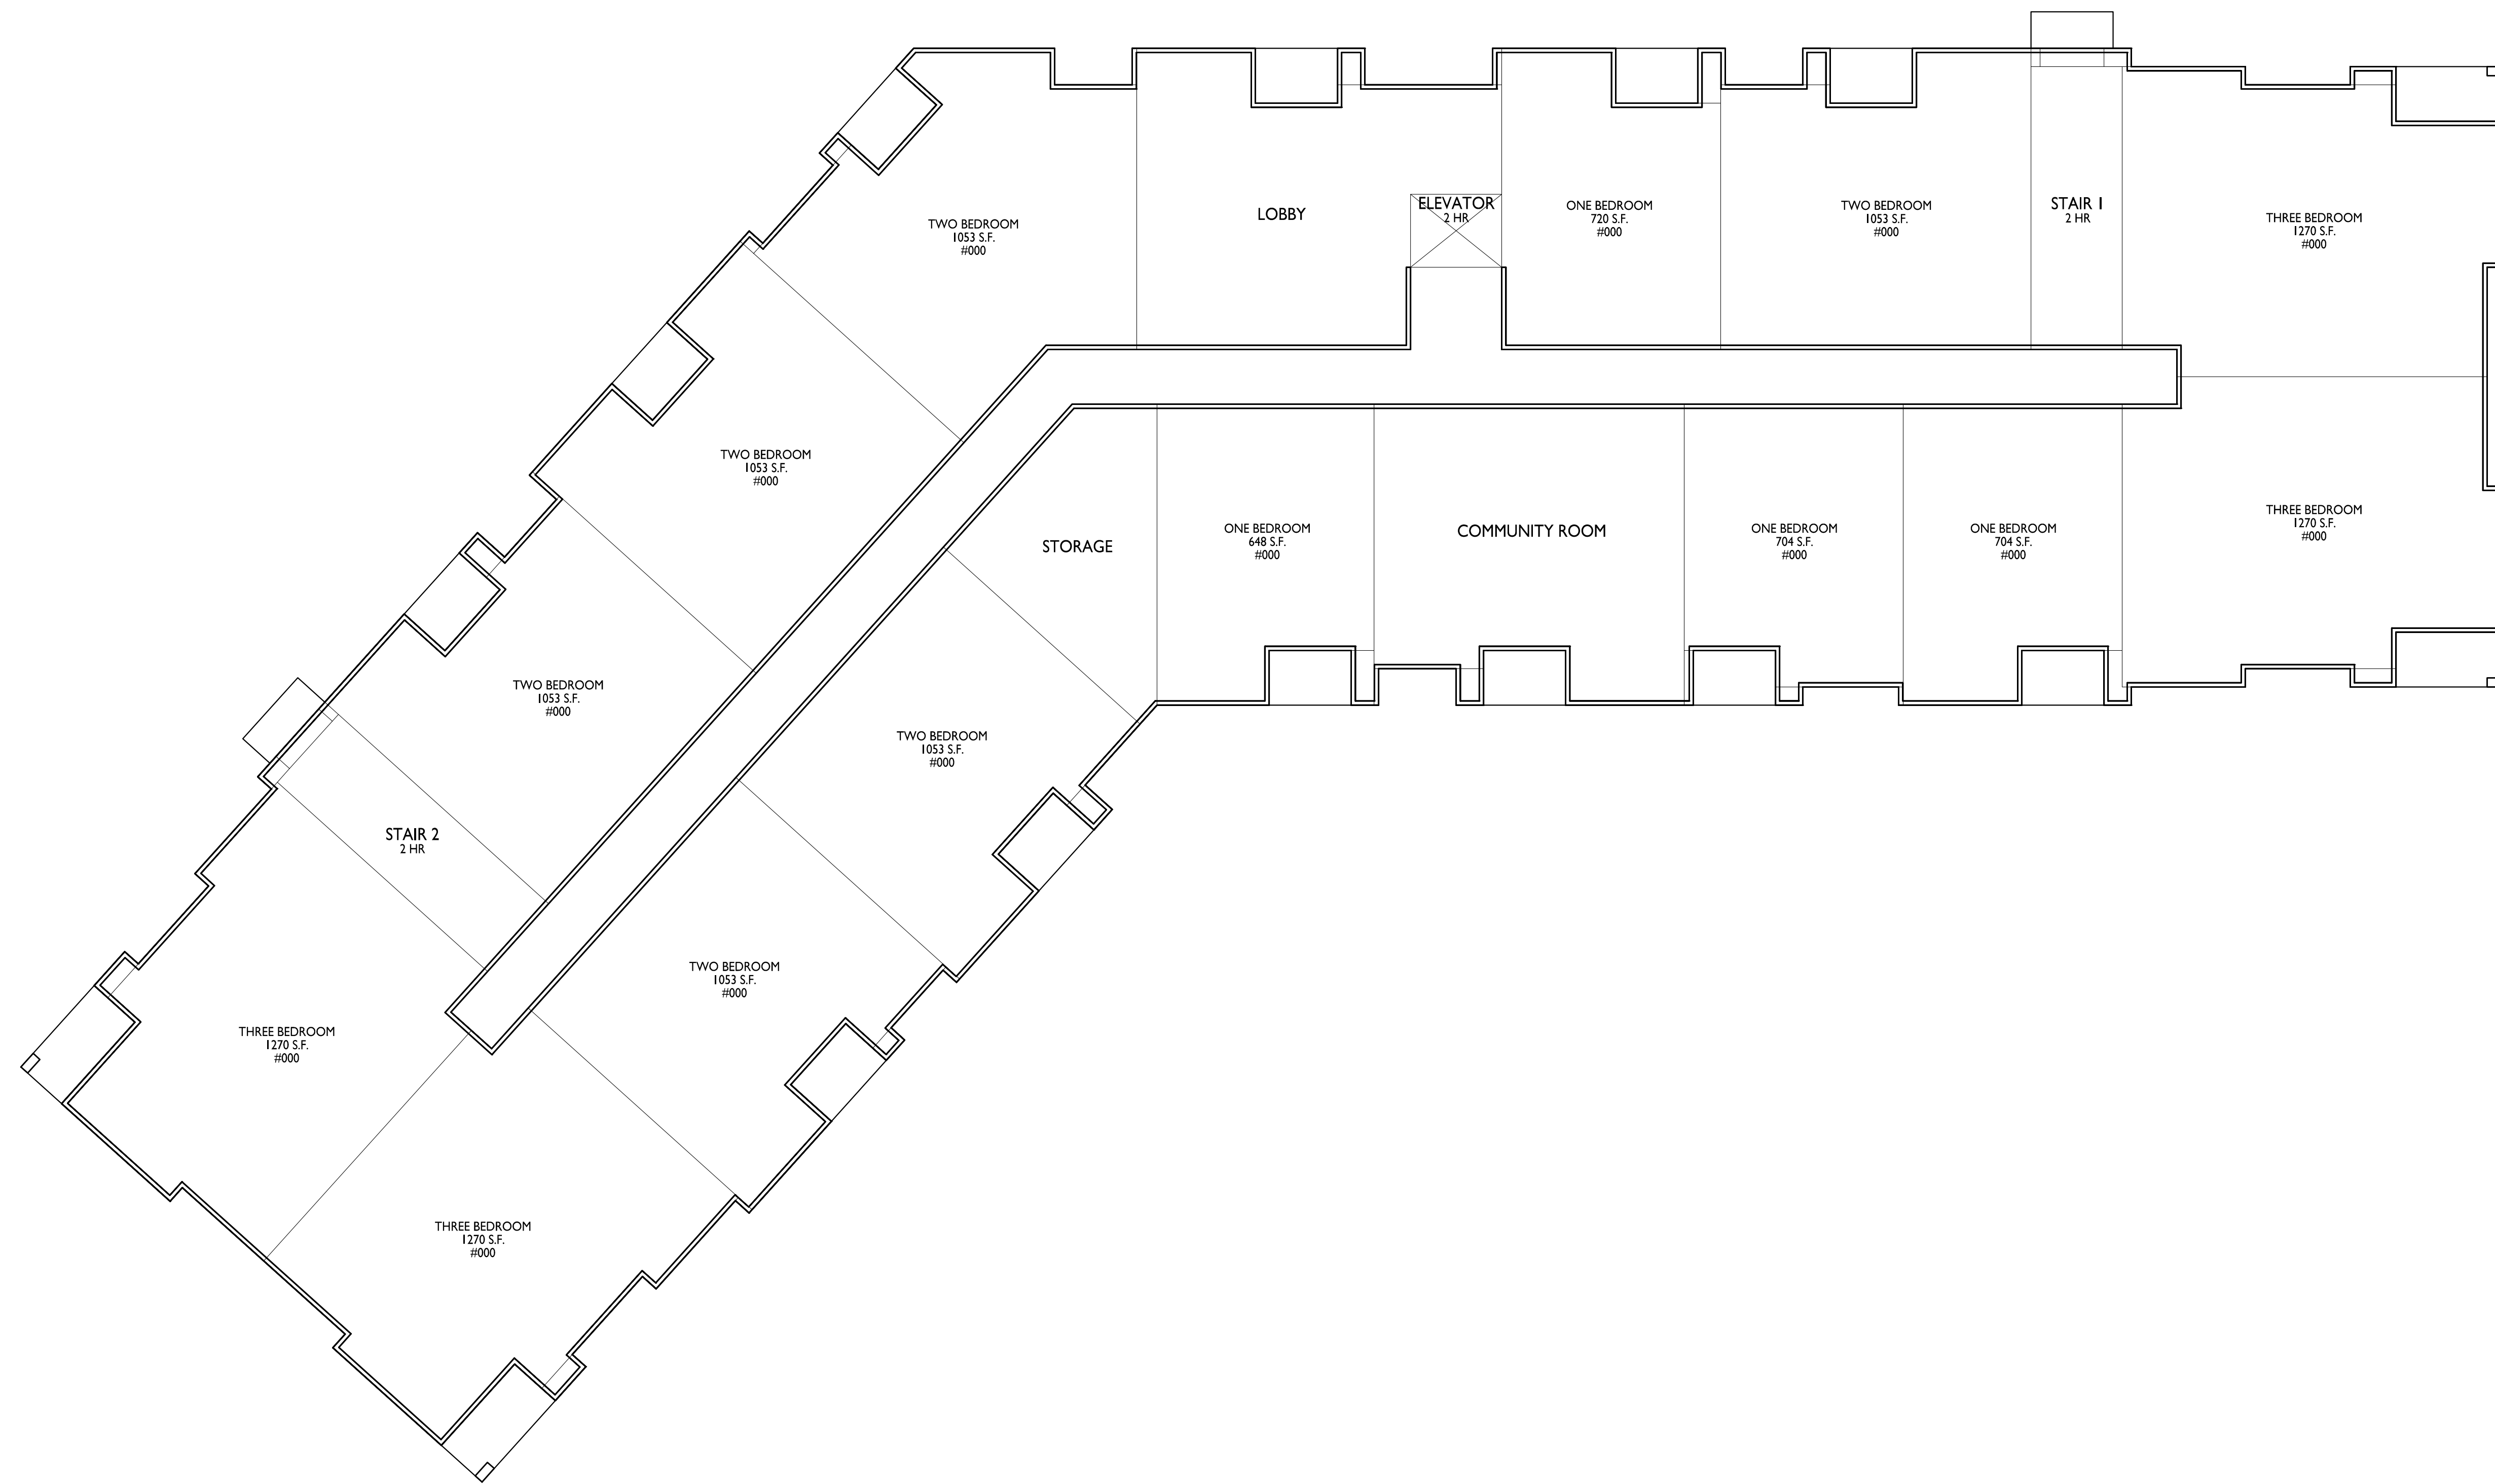 TWO BEDROOM
1053 S.F.
#000
LOBBY
ELEVATOR
2 HR
ONE BEDROOM
720 S.F.
#000
TWO BEDROOM
1053 S.F.
#000
STAIR 1
2 HR
THREE BEDROOM
1270 S.F.
#000
TWO BEDROOM
1053 S.F.
#000
STORAGE
ONE BEDROOM
648 S.F.
#000
COMMUNITY ROOM
ONE BEDROOM
704 S.F.
#000
ONE BEDROOM
704 S.F.
#000
THREE BEDROOM
1270 S.F.
#000
TWO BEDROOM
1053 S.F.
#000
TWO BEDROOM
1053 S.F.
#000
STAIR 2
2 HR
TWO BEDROOM
1053 S.F.
#000
THREE BEDROOM
1270 S.F.
#000
THREE BEDROOM
1270 S.F.
#000